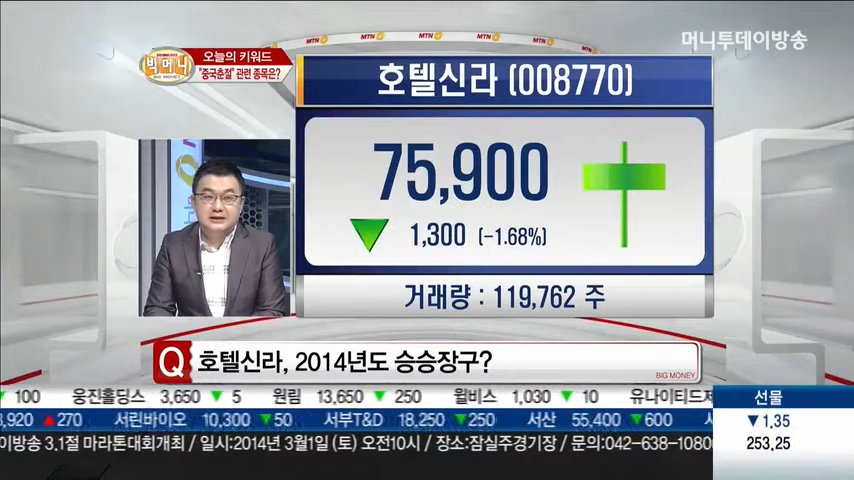 MTN
MTN
MTN
머니투데이방송
빅머니
BIG MONEY
오늘의 키워드
"중국춘절" 관련 종목은?
호텔신라 (008770)
75,900
▼ 1,300 (-1.68%)
거래량 : 119,762 주
Q 호텔신라, 2014년도 승승장구?
BIG MONEY
▼ 100 웅진홀딩스 3,650 ▼ 5 원림 13,650 ▼ 250 윌비스 1,030 ▼ 10 유나이티드제
3,920 ▲ 270 서린바이오 10,300 ▼ 50 서부T&D 18,250 ▼ 250 서산 55,400 ▼ 600
이방송 3.1절 마라톤대회개최 / 일시:2014년 3월1일 (토) 오전10시 / 장소:잠실주경기장 / 문의:042-638-1080
선물
▼ 1.35
253.25